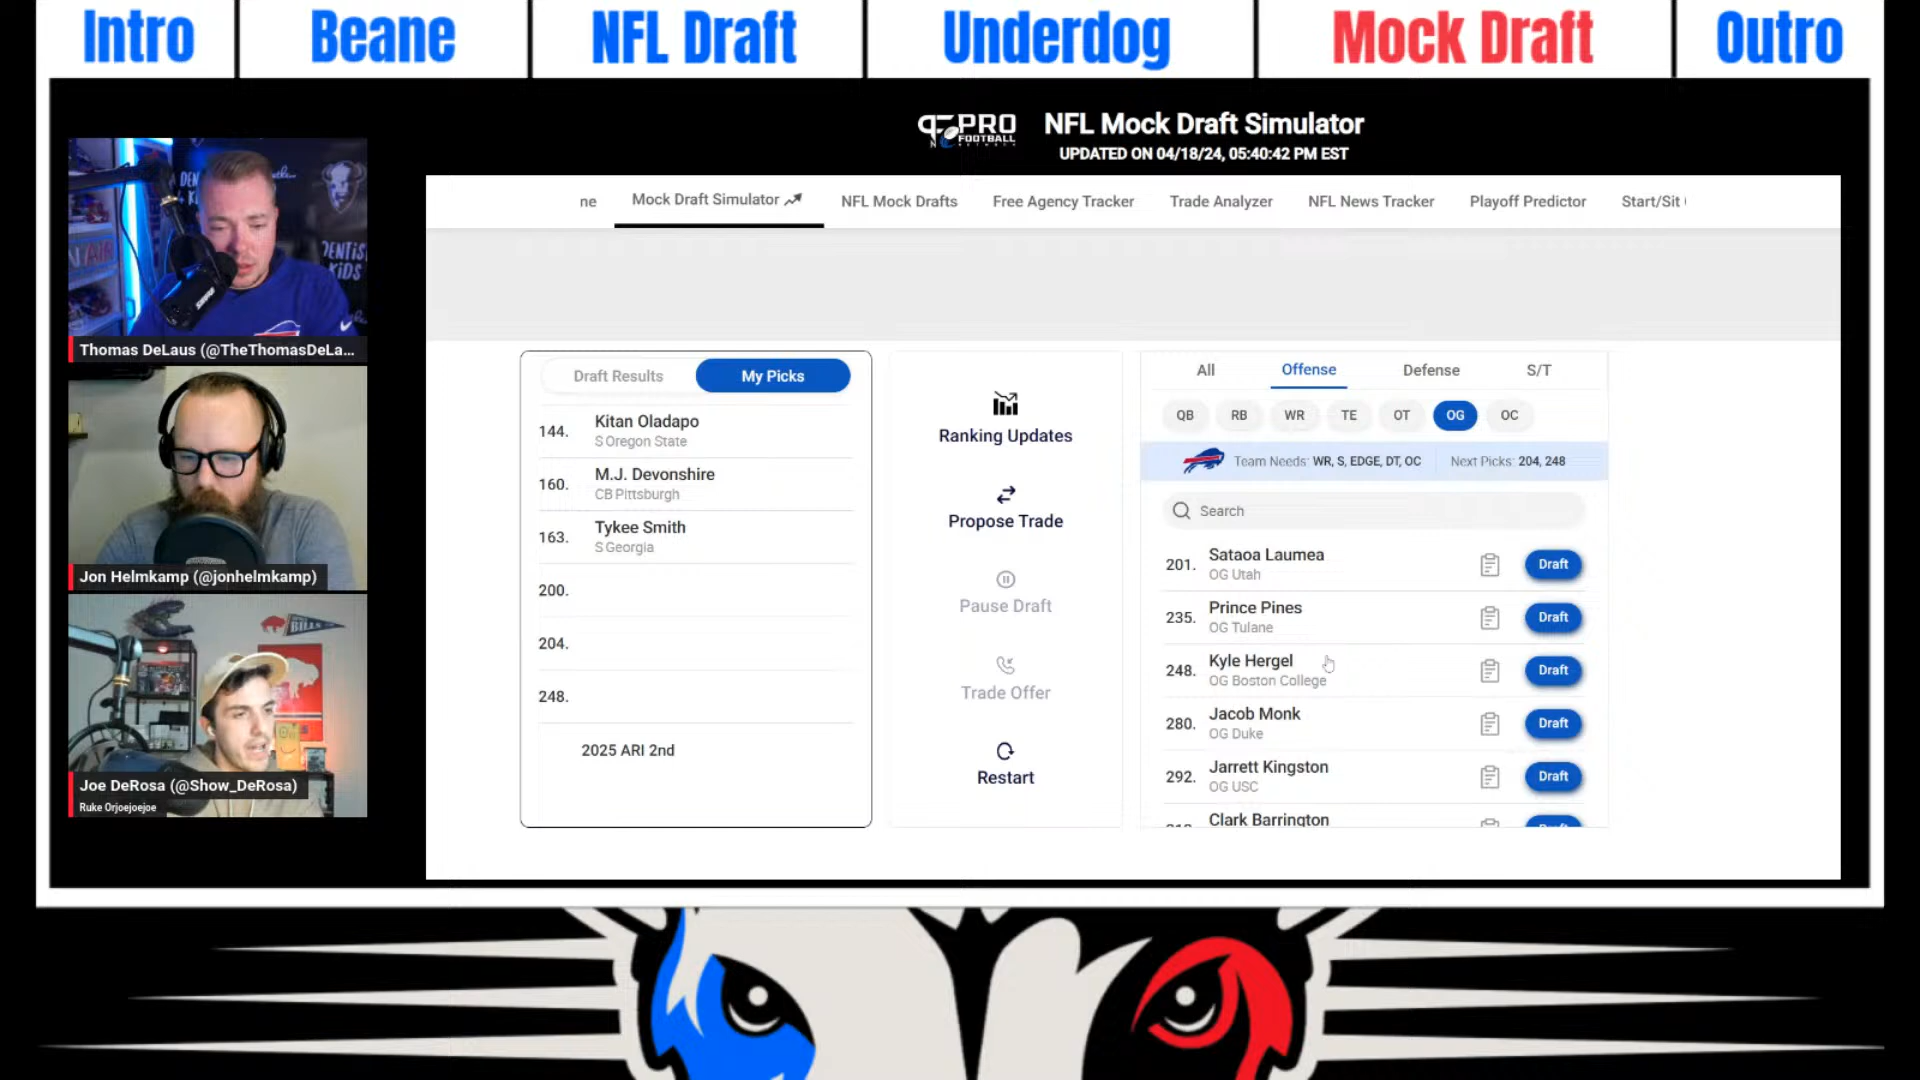 Intro
Beane
NFL Draft
Underdog
Mock Draft
Outro
PRO
FOOTBALL
NETWORK
NFL Mock Draft Simulator
UPDATED ON 04/18/24, 05:40:42 PM EST
ne
Mock Draft Simulator
NFL Mock Drafts
Free Agency Tracker
Trade Analyzer
NFL News Tracker
Playoff Predictor
Start/Sit
Thomas DeLaus (@TheThomasDeLa...
Jon Helmkamp (@jonhelmkamp)
BILLS
Joe DeRosa (@Show_DeRosa)
Ruke Orjoejoejoe
DENTIST
KIDS
SHURE
Draft Results
My Picks
144. Kitan Oladapo
S Oregon State
160. M.J. Devonshire
CB Pittsburgh
163. Tykee Smith
S Georgia
200.
204.
248.
2025 ARI 2nd
Ranking Updates
Propose Trade
Pause Draft
Trade Offer
Restart
All
Offense
Defense
S/T
QB
RB
WR
TE
OT
OG
OC
Team Needs: WR, S, EDGE, DT, OC
Next Picks: 204, 248
Search
201. Sataoa Laumea Draft
OG Utah
235. Prince Pines Draft
OG Tulane
248. Kyle Hergel Draft
OG Boston College
280. Jacob Monk Draft
OG Duke
292. Jarrett Kingston Draft
OG USC
Clark Barrington